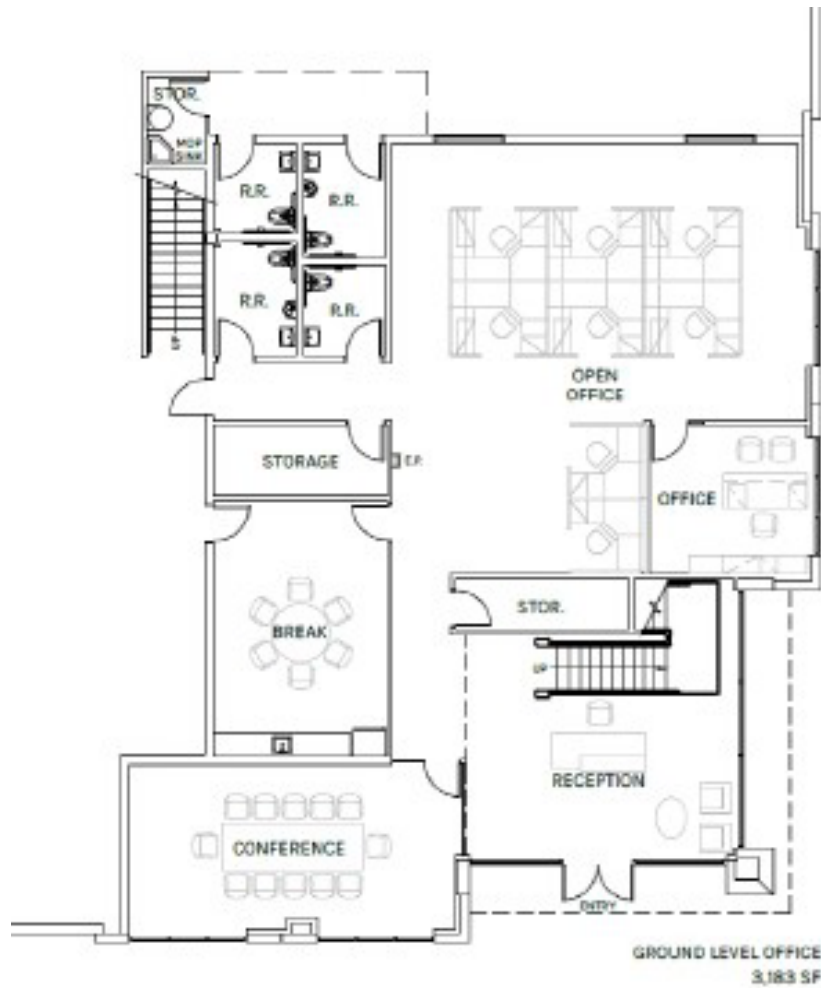 STOR.
MOP
SINK
R.R.
R.R.
R.R.
R.R.
UP
OPEN
OFFICE
STORAGE
E.P.
OFFICE
STOR.
BREAK
UP
RECEPTION
CONFERENCE
ENTRY
GROUND LEVEL OFFICE
3,183 SF